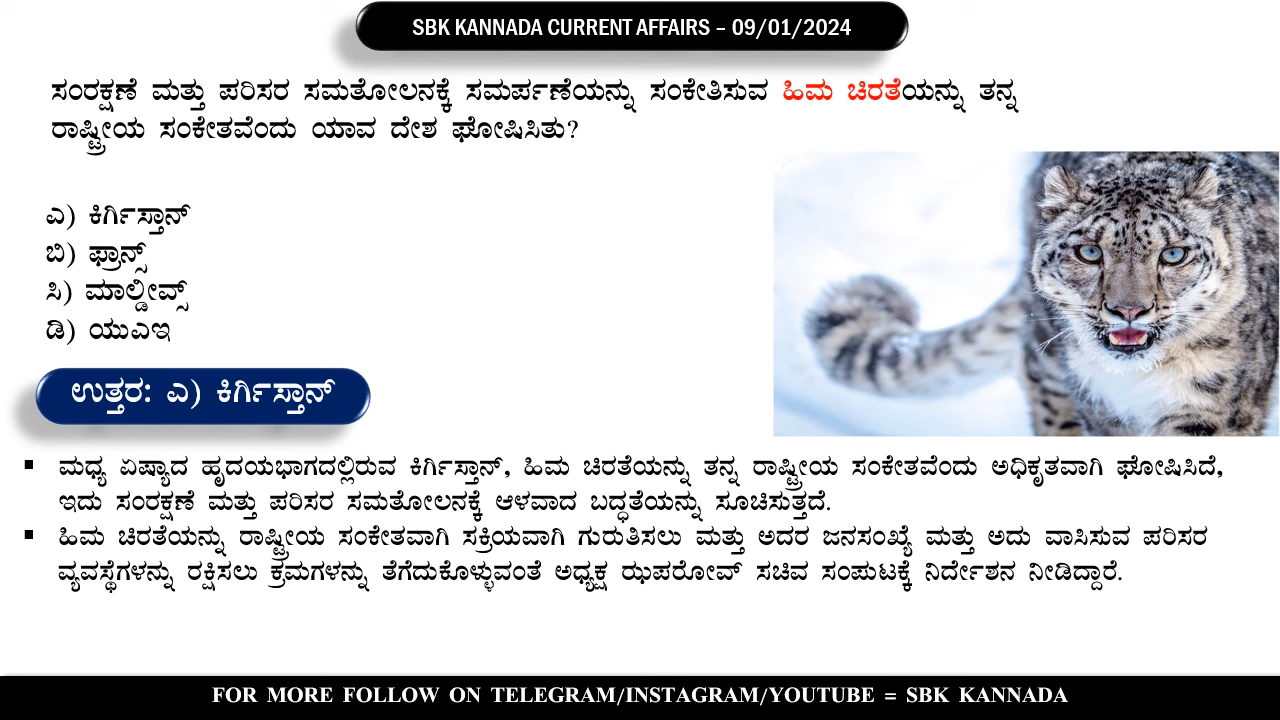 SBK KANNADA CURRENT AFFAIRS – 09/01/2024
ಸಂರಕ್ಷಣೆ ಮತ್ತು ಪರಿಸರ ಸಮತೋಲನಕ್ಕೆ ಸಮರ್ಪಣೆಯನ್ನು ಸಂಕೇತಿಸುವ ಹಿಮ ಚಿರತೆಯನ್ನು ತನ್ನ
ರಾಷ್ಟ್ರೀಯ ಸಂಕೇತವೆಂದು ಯಾವ ದೇಶ ಘೋಷಿಸಿತು?
ಎ) ಕಿರ್ಗಿಸ್ತಾನ್
ಬಿ) ಫ್ರಾನ್ಸ್
ಸಿ) ಮಾಲ್ಡೀವ್ಸ್
ಡಿ) ಯುಎಇ
ಉತ್ತರ: ಎ) ಕಿರ್ಗಿಸ್ತಾನ್
▪ ಮಧ್ಯ ಏಷ್ಯಾದ ಹೃದಯಭಾಗದಲ್ಲಿರುವ ಕಿರ್ಗಿಸ್ತಾನ್, ಹಿಮ ಚಿರತೆಯನ್ನು ತನ್ನ ರಾಷ್ಟ್ರೀಯ ಸಂಕೇತವೆಂದು ಅಧಿಕೃತವಾಗಿ ಘೋಷಿಸಿದೆ,
ಇದು ಸಂರಕ್ಷಣೆ ಮತ್ತು ಪರಿಸರ ಸಮತೋಲನಕ್ಕೆ ಆಳವಾದ ಬದ್ಧತೆಯನ್ನು ಸೂಚಿಸುತ್ತದೆ.
▪ ಹಿಮ ಚಿರತೆಯನ್ನು ರಾಷ್ಟ್ರೀಯ ಸಂಕೇತವಾಗಿ ಸಕ್ರಿಯವಾಗಿ ಗುರುತಿಸಲು ಮತ್ತು ಅದರ ಜನಸಂಖ್ಯೆ ಮತ್ತು ಅದು ವಾಸಿಸುವ ಪರಿಸರ
ವ್ಯವಸ್ಥೆಗಳನ್ನು ರಕ್ಷಿಸಲು ಕ್ರಮಗಳನ್ನು ತೆಗೆದುಕೊಳ್ಳುವಂತೆ ಅಧ್ಯಕ್ಷ ಝಪರೋವ್ ಸಚಿವ ಸಂಪುಟಕ್ಕೆ ನಿರ್ದೇಶನ ನೀಡಿದ್ದಾರೆ.
FOR MORE FOLLOW ON TELEGRAM/INSTAGRAM/YOUTUBE = SBK KANNADA